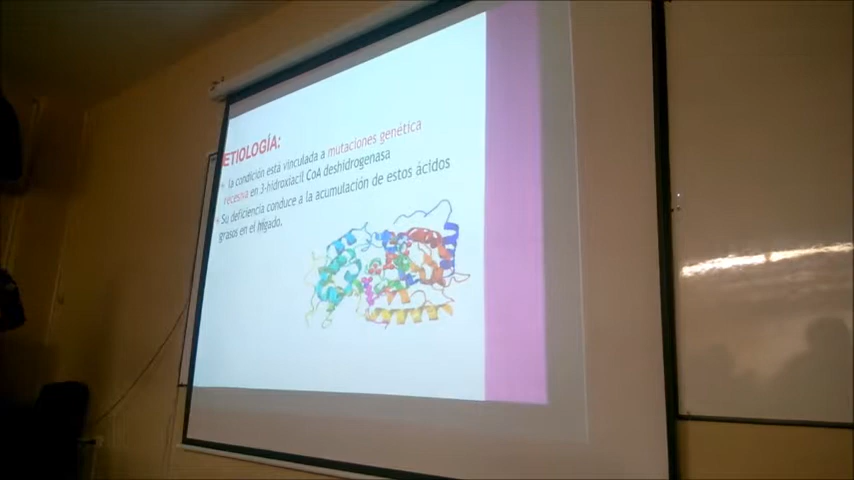 ETIOLOGÍA:
la condición está vinculada a mutaciones genética
recesiva en 3-hidroxiacil CoA deshidrogenasa
Su deficiencia conduce a la acumulación de estos ácidos
grasos en el hígado.